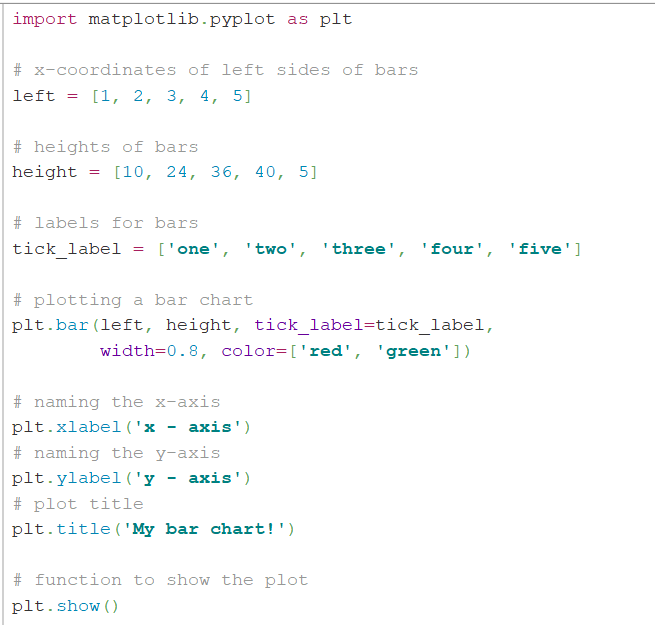 import matplotlib.pyplot as plt

# x-coordinates of left sides of bars
left = [1, 2, 3, 4, 5]

# heights of bars
height = [10, 24, 36, 40, 5]

# labels for bars
tick_label = ['one', 'two', 'three', 'four', 'five']

# plotting a bar chart
plt.bar(left, height, tick_label=tick_label,
        width=0.8, color=['red', 'green'])

# naming the x-axis
plt.xlabel('x - axis')
# naming the y-axis
plt.ylabel('y - axis')
# plot title
plt.title('My bar chart!')

# function to show the plot
plt.show()